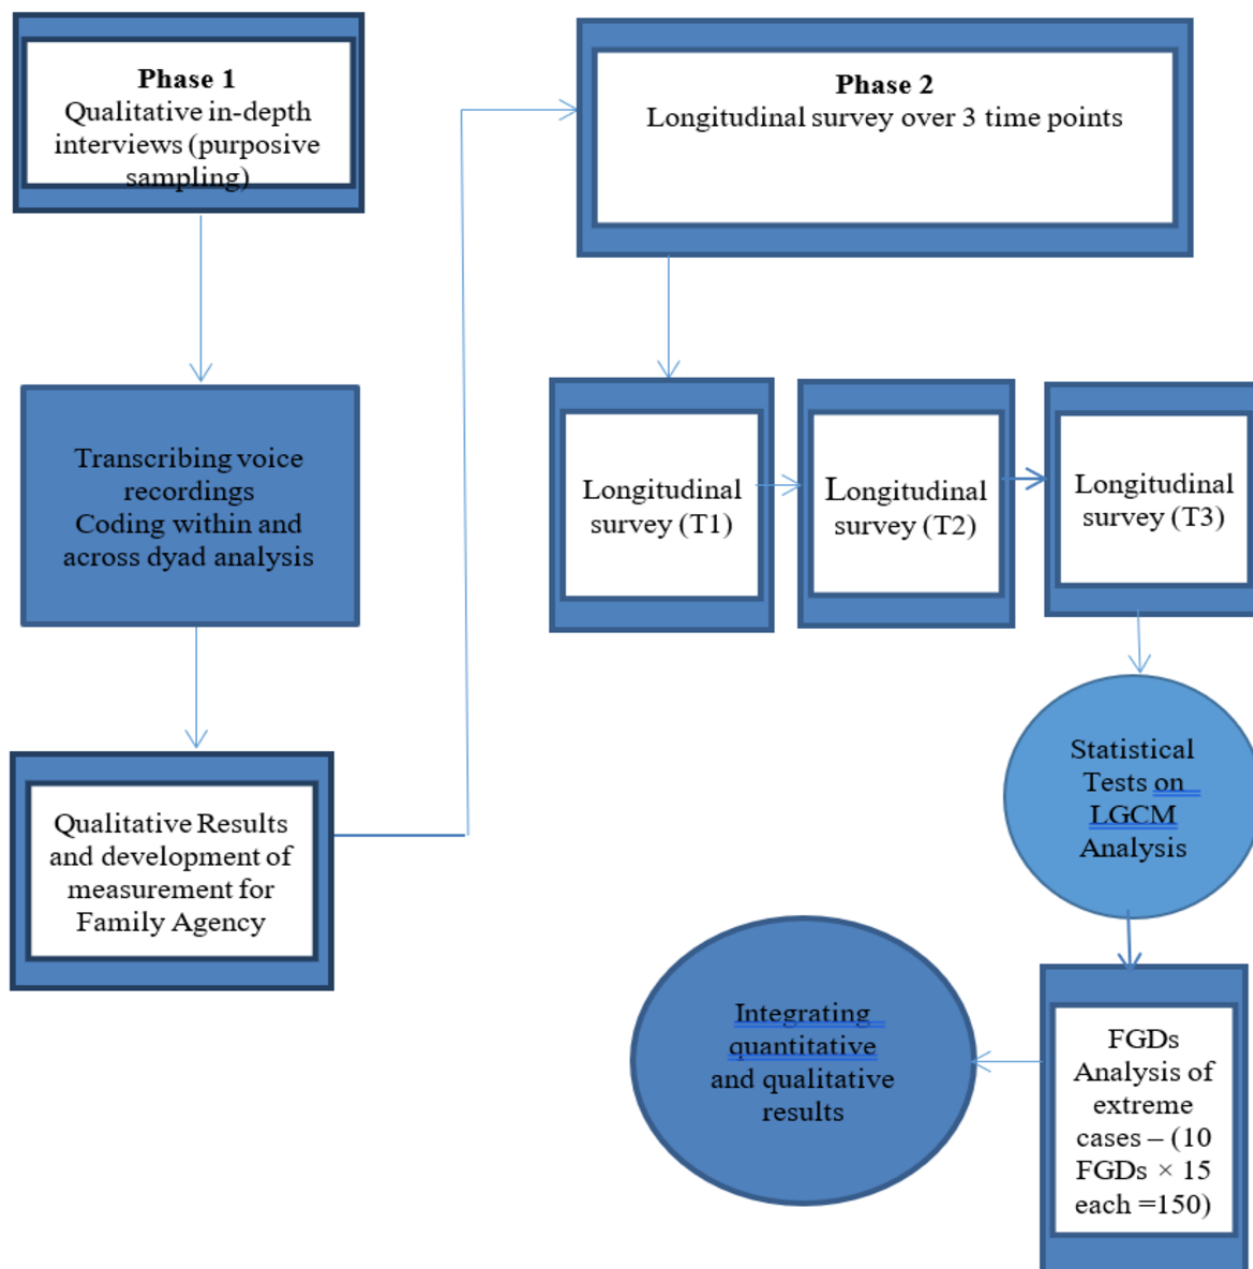 Phase 1
Qualitative in-depth
interviews (purposive
sampling)
Transcribing voice
recordings
Coding within and
across dyad analysis
Qualitative Results
and development of
measurement for
Family Agency
Phase 2
Longitudinal survey over 3 time points
Longitudinal
survey (T1)
Longitudinal
survey (T2)
Longitudinal
survey (T3)
Statistical
Tests on
LGCM
Analysis
FGDs
Analysis of
extreme
cases – (10
FGDs × 15
each =150)
Integrating
quantitative
and qualitative
results